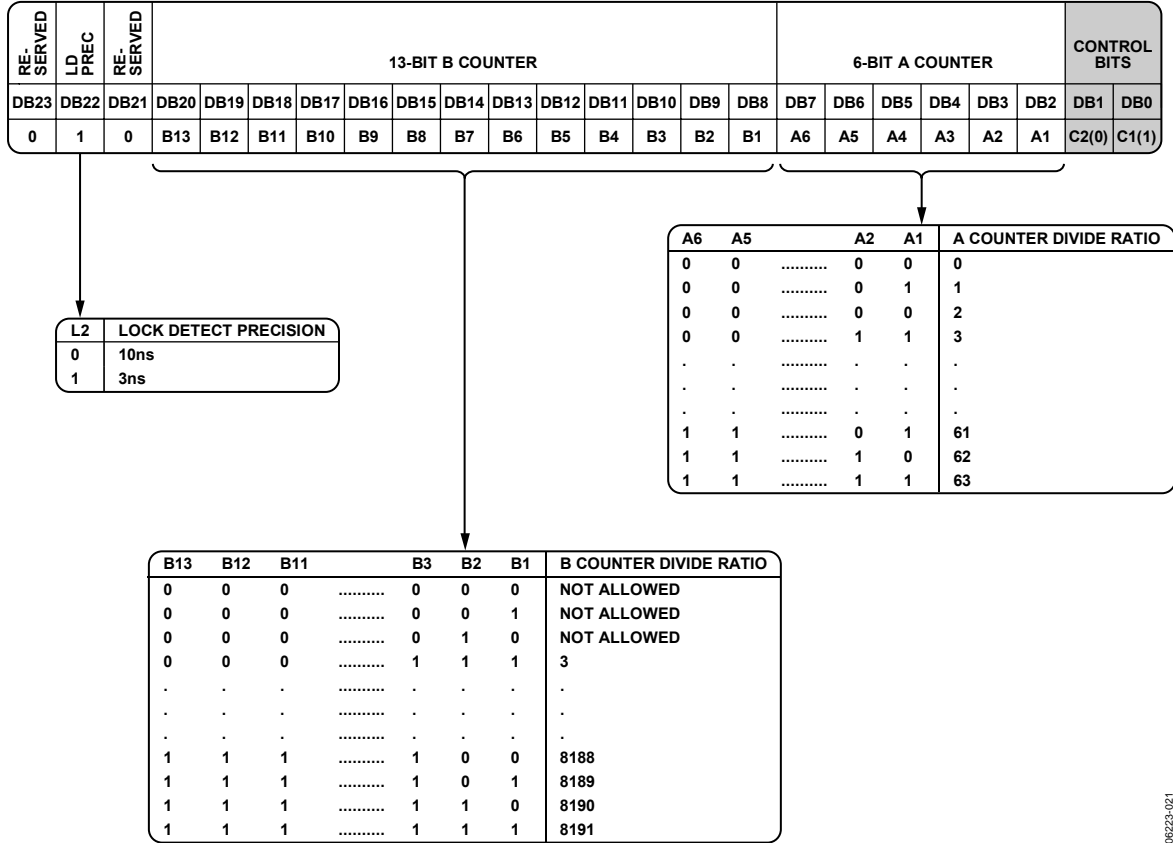 RE-
SERVED
LD
PREC
RE-
SERVED
13-BIT B COUNTER
6-BIT A COUNTER
CONTROL
BITS
DB23 DB22 DB21 DB20 DB19 DB18 DB17 DB16 DB15 DB14 DB13 DB12 DB11 DB10 DB9 DB8 DB7 DB6 DB5 DB4 DB3 DB2 DB1 DB0
0 1 0 B13 B12 B11 B10 B9 B8 B7 B6 B5 B4 B3 B2 B1 A6 A5 A4 A3 A2 A1 C2(0) C1(1)
A6 A5 A2 A1 A COUNTER DIVIDE RATIO
0 0 .......... 0 0 0
0 0 .......... 0 1 1
0 0 .......... 0 0 2
0 0 .......... 1 1 3
. . .......... . . .
. . .......... . . .
. . .......... . . .
1 1 .......... 0 1 61
1 1 .......... 1 0 62
1 1 .......... 1 1 63
L2 LOCK DETECT PRECISION
0 10ns
1 3ns
B13 B12 B11 B3 B2 B1 B COUNTER DIVIDE RATIO
0 0 0 .......... 0 0 0 NOT ALLOWED
0 0 0 .......... 0 0 1 NOT ALLOWED
0 0 0 .......... 0 1 0 NOT ALLOWED
0 0 0 .......... 1 1 1 3
. . . .......... . . . .
. . . .......... . . . .
. . . .......... . . . .
1 1 1 .......... 1 0 0 8188
1 1 1 .......... 1 0 1 8189
1 1 1 .......... 1 1 0 8190
1 1 1 .......... 1 1 1 8191
06223-021